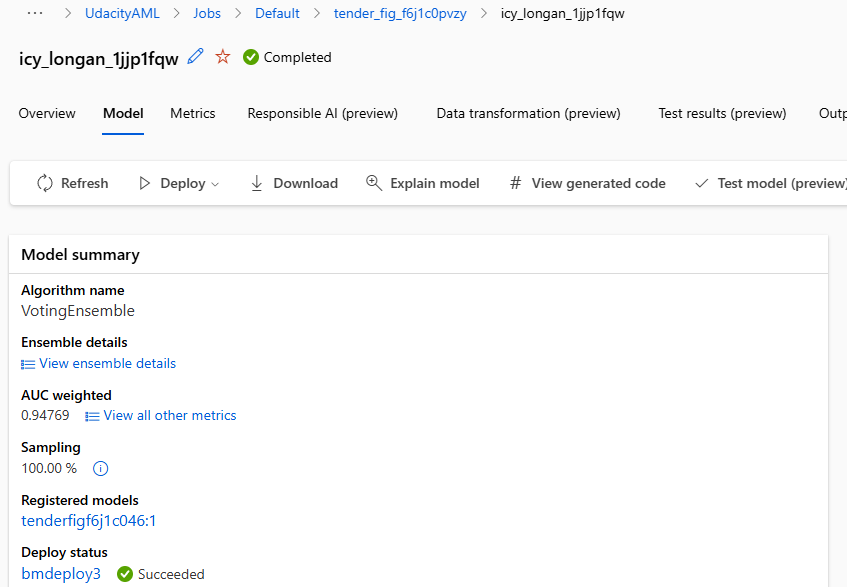 ··· > UdacityAML > Jobs > Default > tender_fig_f6j1c0pvzy > icy_longan_1jjp1fqw
icy_longan_1jjp1fqw Completed
Overview Model Metrics Responsible AI (preview) Data transformation (preview) Test results (preview) Outp
Refresh Deploy Download Explain model # View generated code Test model (preview)
Model summary
Algorithm name
VotingEnsemble
Ensemble details
View ensemble details
AUC weighted
0.94769 View all other metrics
Sampling
100.00 %
Registered models
tenderfigf6j1c046:1
Deploy status
bmdeploy3 Succeeded